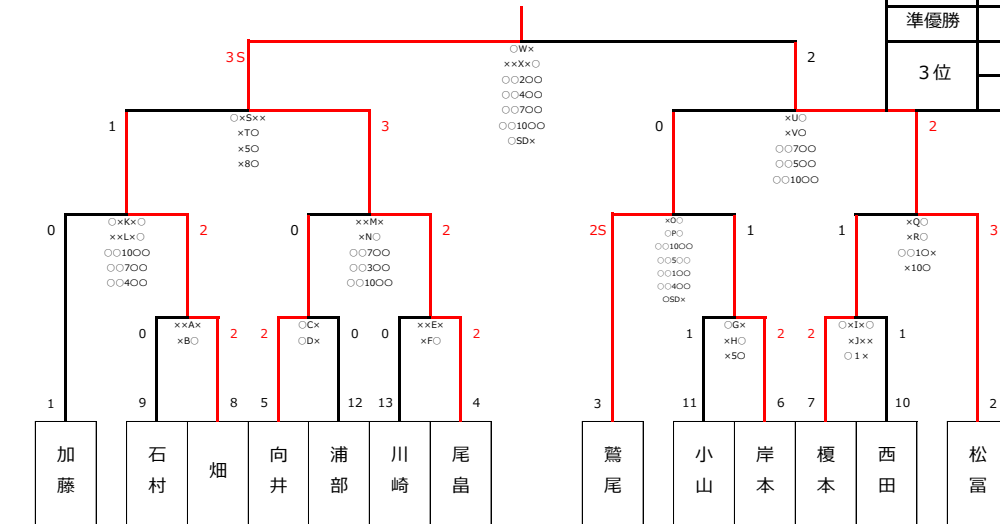 準優勝
3S
○W×
××X×○
○○2○○
○○4○○
○○7○○
○○10○○
○SD×
2
3位
1
○×S××
×T○
×5○
×8○
3
0
×U○
×V○
○○7○○
○○5○○
○○10○○
2
0
○×K×○
××L×○
○○10○○
○○7○○
○○4○○
2
0
××M×
×N○
○○7○○
○○3○○
○○10○○
2
2S
×O○
○P○
○○10○○
○○5○○
○○1○○
○○4○○
○SD×
1
1
×Q○
×R○
○○1○×
×10○
3
0
××A×
×B○
2
2
○C×
○D×
0
0
××E×
×F○
2
1
○G×
×H○
×5○
2
2
○×I×○
×J××
○1×
1
1
9
8
5
12
13
4
3
11
6
7
10
2
加藤
石村
畑
向井
浦部
川崎
尾畠
鷲尾
小山
岸本
榎本
西田
松冨